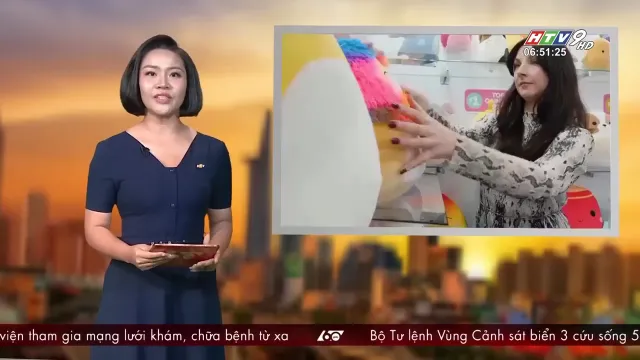 HTV9 HD
06:51:25
viện tham gia mạng lưới khám, chữa bệnh từ xa
Bộ Tư lệnh Vùng Cảnh sát biển 3 cứu sống 5